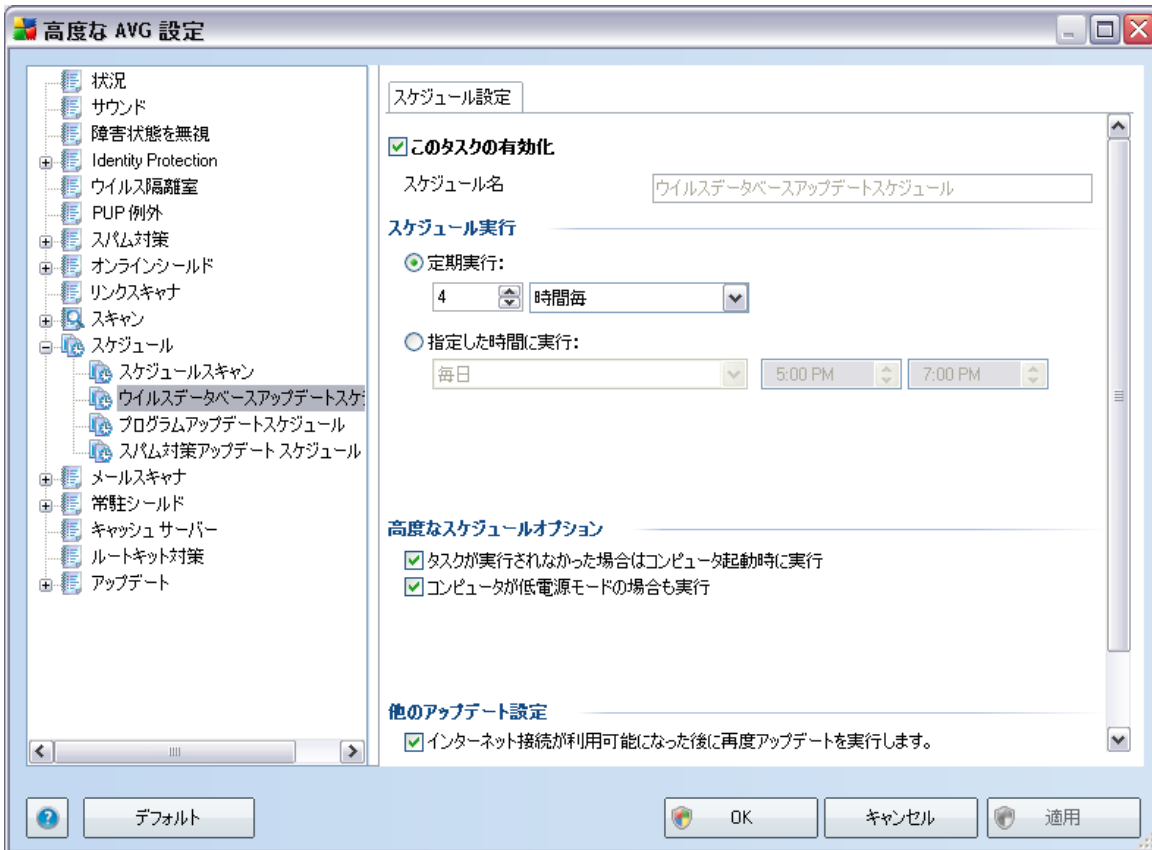 高度な AVG 設定
状況
サウンド
障害状態を無視
Identity Protection
ウイルス隔離室
PUP 例外
スパム対策
オンラインシールド
リンクスキャナ
スキャン
スケジュール
スケジュールスキャン
ウイルスデータベースアップデートスケ
プログラムアップデートスケジュール
スパム対策アップデート スケジュール
メールスキャナ
常駐シールド
キャッシュ サーバー
ルートキット対策
アップデート
スケジュール設定
このタスクの有効化
スケジュール名 ウイルスデータベースアップデートスケジュール
スケジュール実行
定期実行:
4 時間毎
指定した時間に実行:
毎日 5:00 PM 7:00 PM
高度なスケジュールオプション
タスクが実行されなかった場合はコンピュータ起動時に実行
コンピュータが低電源モードの場合も実行
他のアップデート設定
インターネット接続が利用可能になった後に再度アップデートを実行します。
デフォルト OK キャンセル 適用